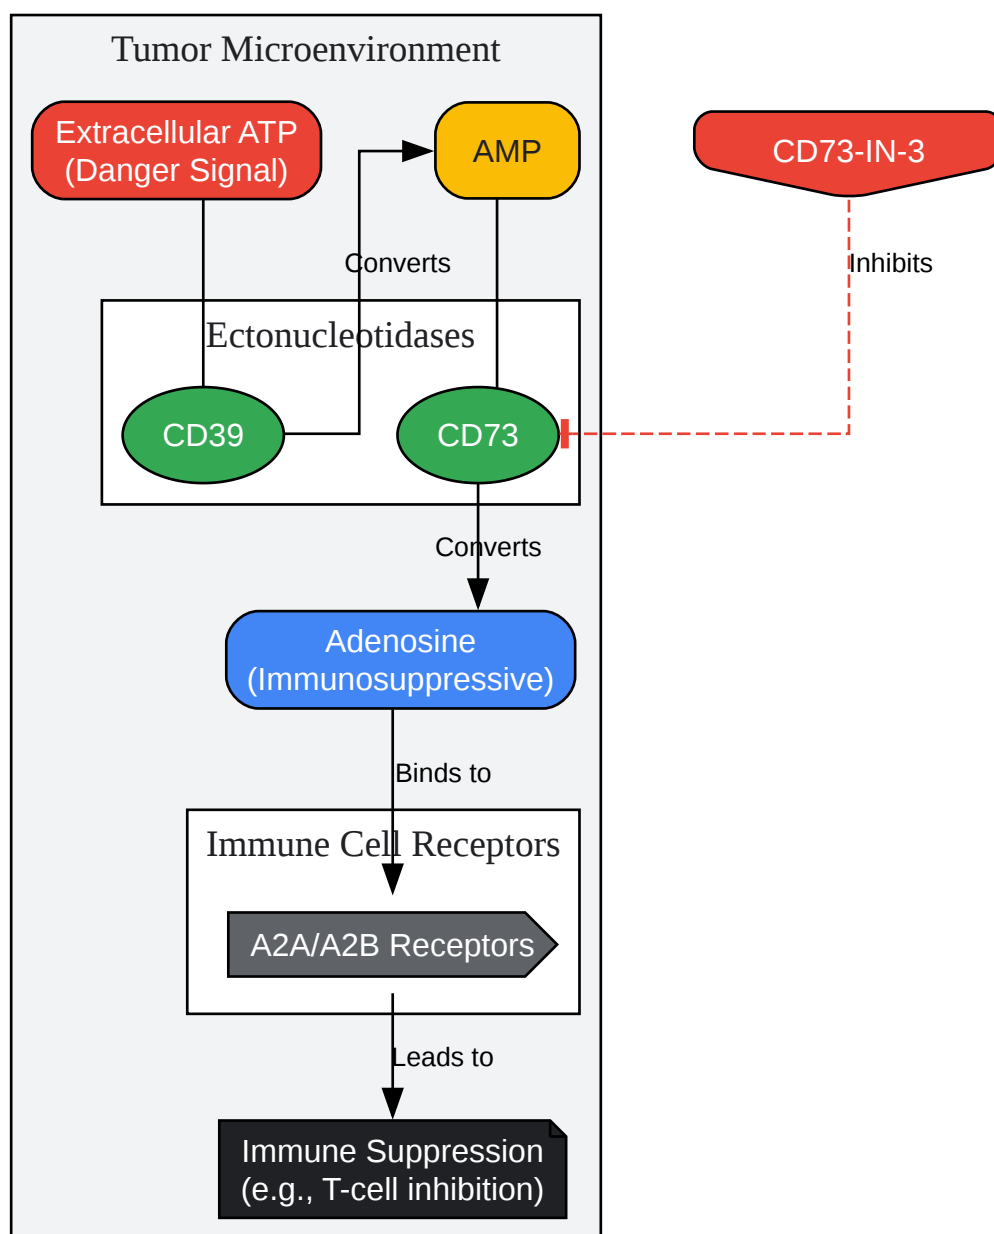 Tumor Microenvironment
Extracellular ATP
(Danger Signal)
AMP
CD73-IN-3
Converts
Inhibits
Ectonucleotidases
CD39
CD73
Converts
Adenosine
(Immunosuppressive)
Binds to
Immune Cell Receptors
A2A/A2B Receptors
Leads to
Immune Suppression
(e.g., T-cell inhibition)